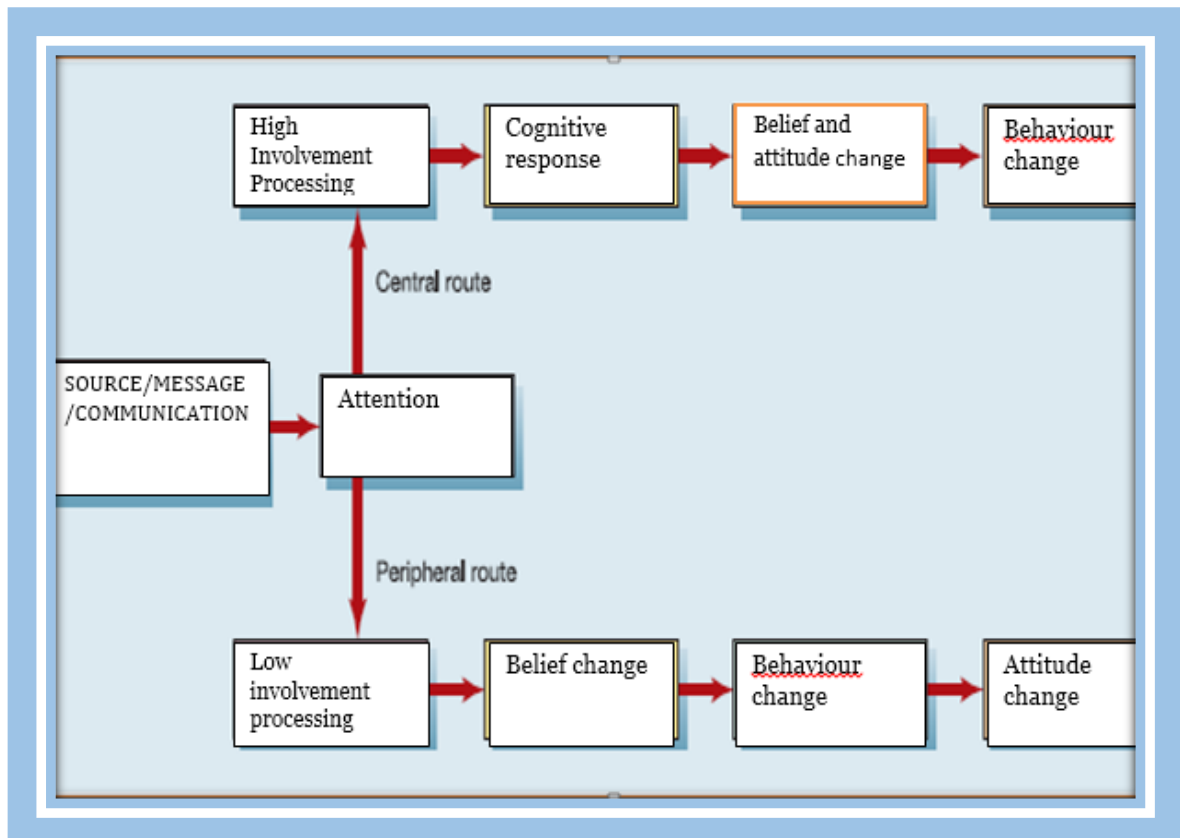 High
Involvement
Processing
Cognitive
response
Belief and
attitude change
Behaviour
change
Central route
SOURCE/MESSAGE
/COMMUNICATION
Attention
Peripheral route
Low
involvement
processing
Belief change
Behaviour
change
Attitude
change